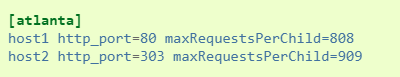 [atlanta]
host1 http_port=80 maxRequestsPerChild=808
host2 http_port=303 maxRequestsPerChild=909